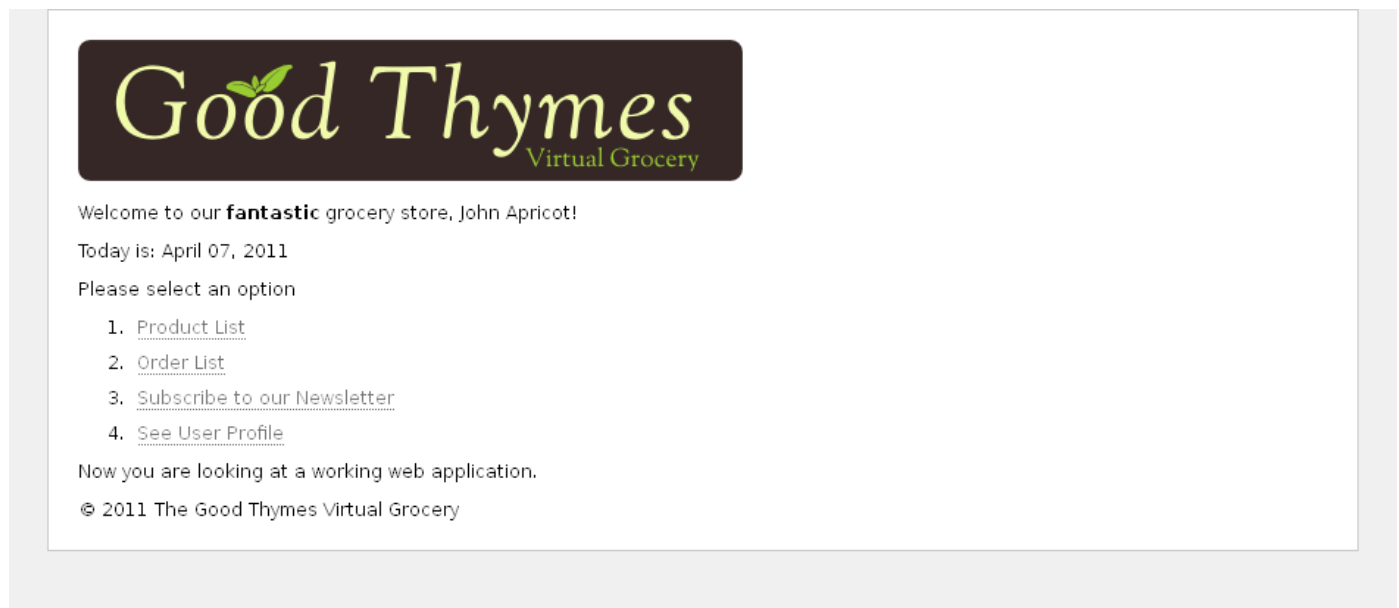 Good Thymes
Virtual Grocery
Welcome to our fantastic grocery store, John Apricot!
Today is: April 07, 2011
Please select an option
1. Product List
2. Order List
3. Subscribe to our Newsletter
4. See User Profile
Now you are looking at a working web application.
© 2011 The Good Thymes Virtual Grocery